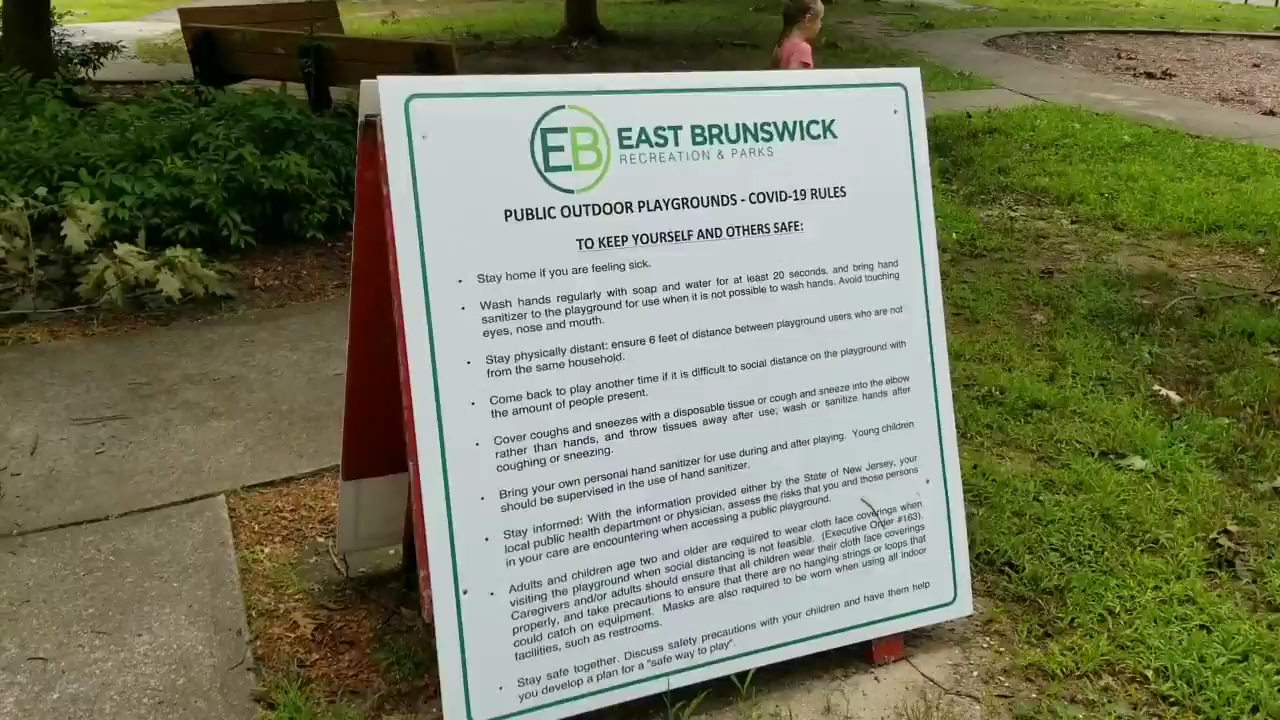 EB EAST BRUNSWICK
RECREATION & PARKS
PUBLIC OUTDOOR PLAYGROUNDS - COVID-19 RULES
TO KEEP YOURSELF AND OTHERS SAFE:
• Stay home if you are feeling sick.
• Wash hands regularly with soap and water for at least 20 seconds, and bring hand
sanitizer to the playground for use when it is not possible to wash hands. Avoid touching
eyes, nose and mouth.
• Stay physically distant: ensure 6 feet of distance between playground users who are not
from the same household.
• Come back to play another time if it is difficult to social distance on the playground with
the amount of people present.
• Cover coughs and sneezes with a disposable tissue or cough and sneeze into the elbow
rather than hands, and throw tissues away after use; wash or sanitize hands after
coughing or sneezing.
• Bring your own personal hand sanitizer for use during and after playing. Young children
should be supervised in the use of hand sanitizer.
• Stay informed: With the information provided either by the State of New Jersey, your
local public health department or physician, assess the risks that you and those persons
in your care are encountering when accessing a public playground.
• Adults and children age two and older are required to wear cloth face coverings when
visiting the playground when social distancing is not feasible. (Executive Order #163).
Caregivers and/or adults should ensure that all children wear their cloth face coverings
properly, and take precautions to ensure that there are no hanging strings or loops that
could catch on equipment. Masks are also required to be worn when using all indoor
facilities, such as restrooms.
• Stay safe together. Discuss safety precautions with your children and have them help
you develop a plan for a "safe way to play".